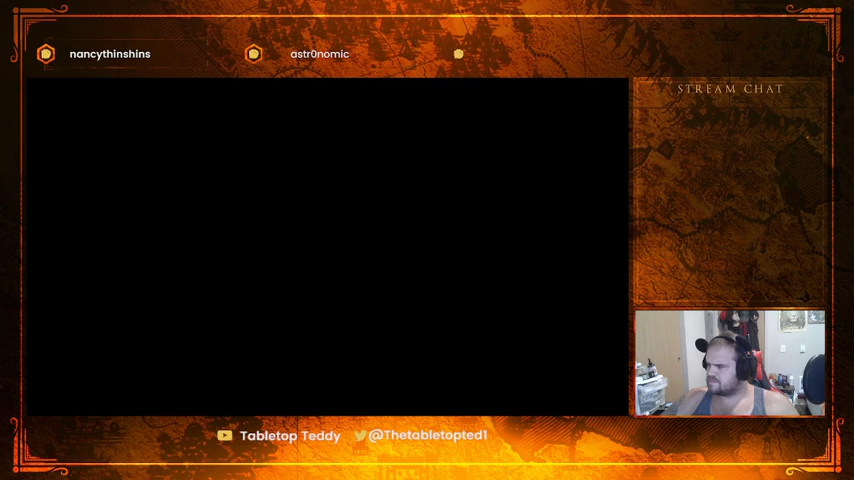 nancythinshins
astr0nomic
STREAM CHAT
Tabletop Teddy
@Thetabletopted1